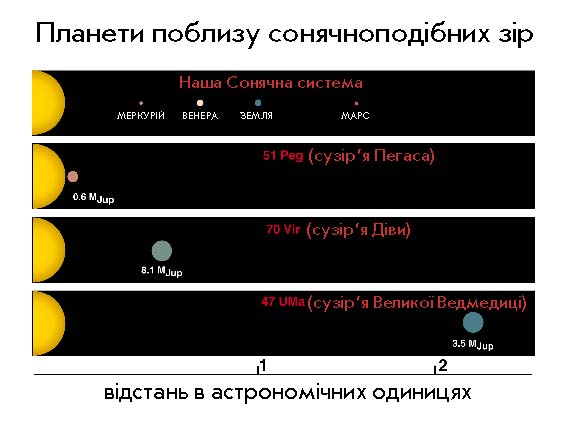 Планети поблизу сонячноподібних зір
Наша Сонячна система
МЕРКУРІЙ ВЕНЕРА ЗЕМЛЯ МАРС
51 Peg (сузір'я Пегаса)
0.6 MJup
70 Vir (сузір'я Діви)
8.1 MJup
47 UMa (сузір'я Великої Ведмедиці)
3.5 MJup
1 2
відстань в астрономічних одиницях